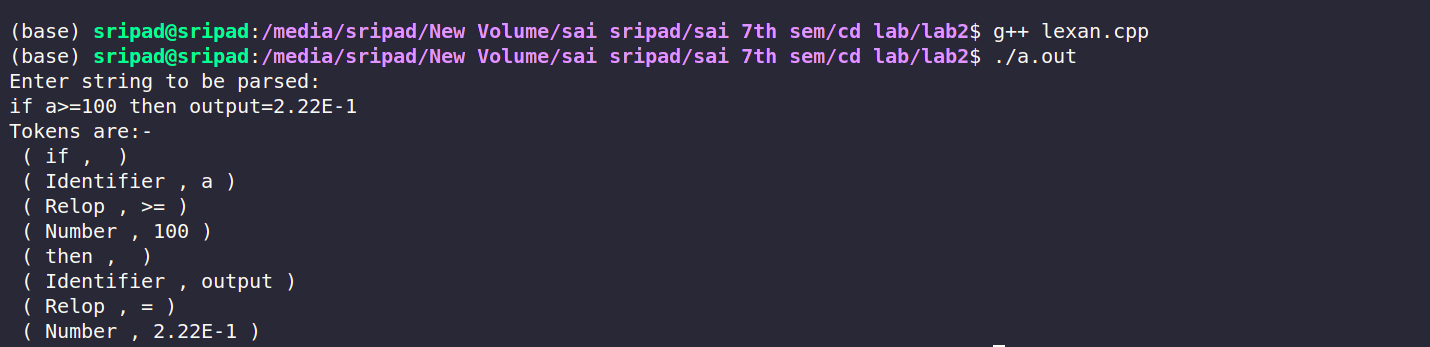 (base) sripad@sripad:/media/sripad/New Volume/sai sripad/sai 7th sem/cd lab/lab2$ g++ lexan.cpp
(base) sripad@sripad:/media/sripad/New Volume/sai sripad/sai 7th sem/cd lab/lab2$ ./a.out
Enter string to be parsed:
if a>=100 then output=2.22E-1
Tokens are:-
 ( if ,  )
 ( Identifier , a )
 ( Relop , >= )
 ( Number , 100 )
 ( then ,  )
 ( Identifier , output )
 ( Relop , = )
 ( Number , 2.22E-1 )